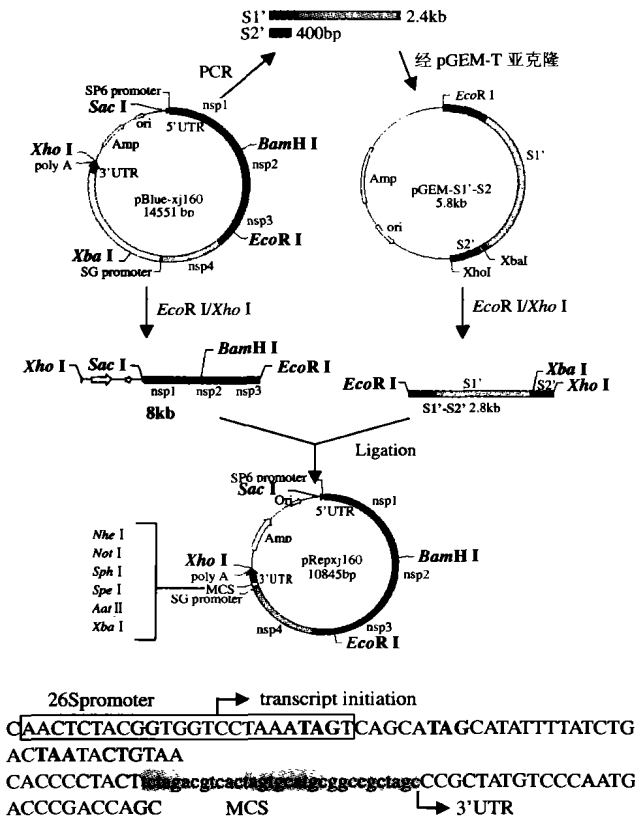 S1' 2.4kb
S2' 400bp
PCR
经 pGEM-T 亚克隆
SP6 promoter
Sac I
nsp1
5'UTR
ori
Amp
Xho I
poly A
3'UTR
BamH I
nsp2
pBlue-xj160
14551 bp
nsp3
EcoR I
Xba I
SG promoter
nsp4
EcoR I
S1'
Amp
pGEM-S1'-S2
5.8kb
ori
S2'
XbaI
XhoI
EcoR I/Xho I
EcoR I/Xho I
Xho I
Sac I
BamH I
EcoR I
nsp1 nsp2 nsp3
8kb
EcoR I
S1'
Xba I
S2'
Xho I
S1'-S2' 2.8kb
Ligation
SP6 promoter
Sac I
Ori
5'UTR
nsp1
Amp
Xho I
poly A
3'UTR
MCS
SG promoter
pRepxj160
10845bp
BamH I
nsp2
nsp4
nsp3
EcoR I
Nhe I
Not I
Sph I
Spe I
Aat II
Xba I
26Spromoter
transcript initiation
CAACTCTACGGTGGTCCTAAATAGTCAGCATAGCATATTTTATCTG
ACTAATACTGTAA
CACCCCTACTtctagacgtcactagtgcatgcggccgctagcCCGCTATGTCCCAATG
ACCCGACCAGC MCS 3'UTR